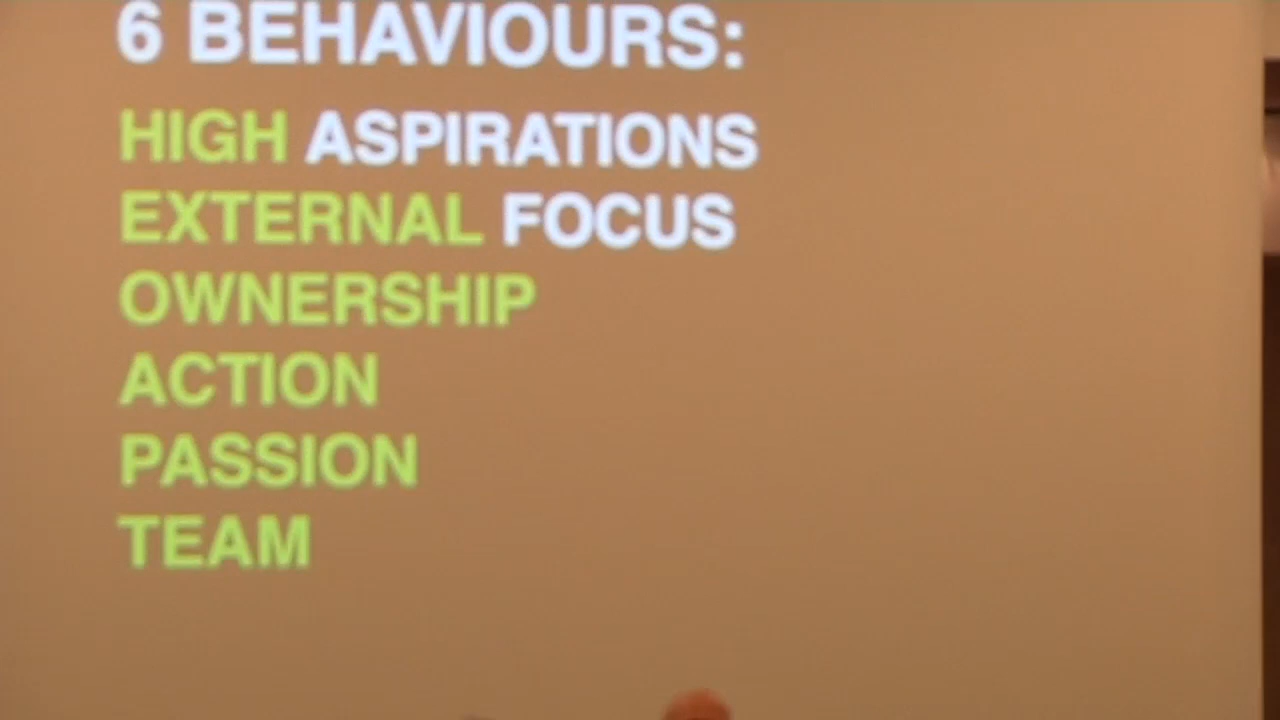 6 BEHAVIOURS:
HIGH ASPIRATIONS
EXTERNAL FOCUS
OWNERSHIP
ACTION
PASSION
TEAM